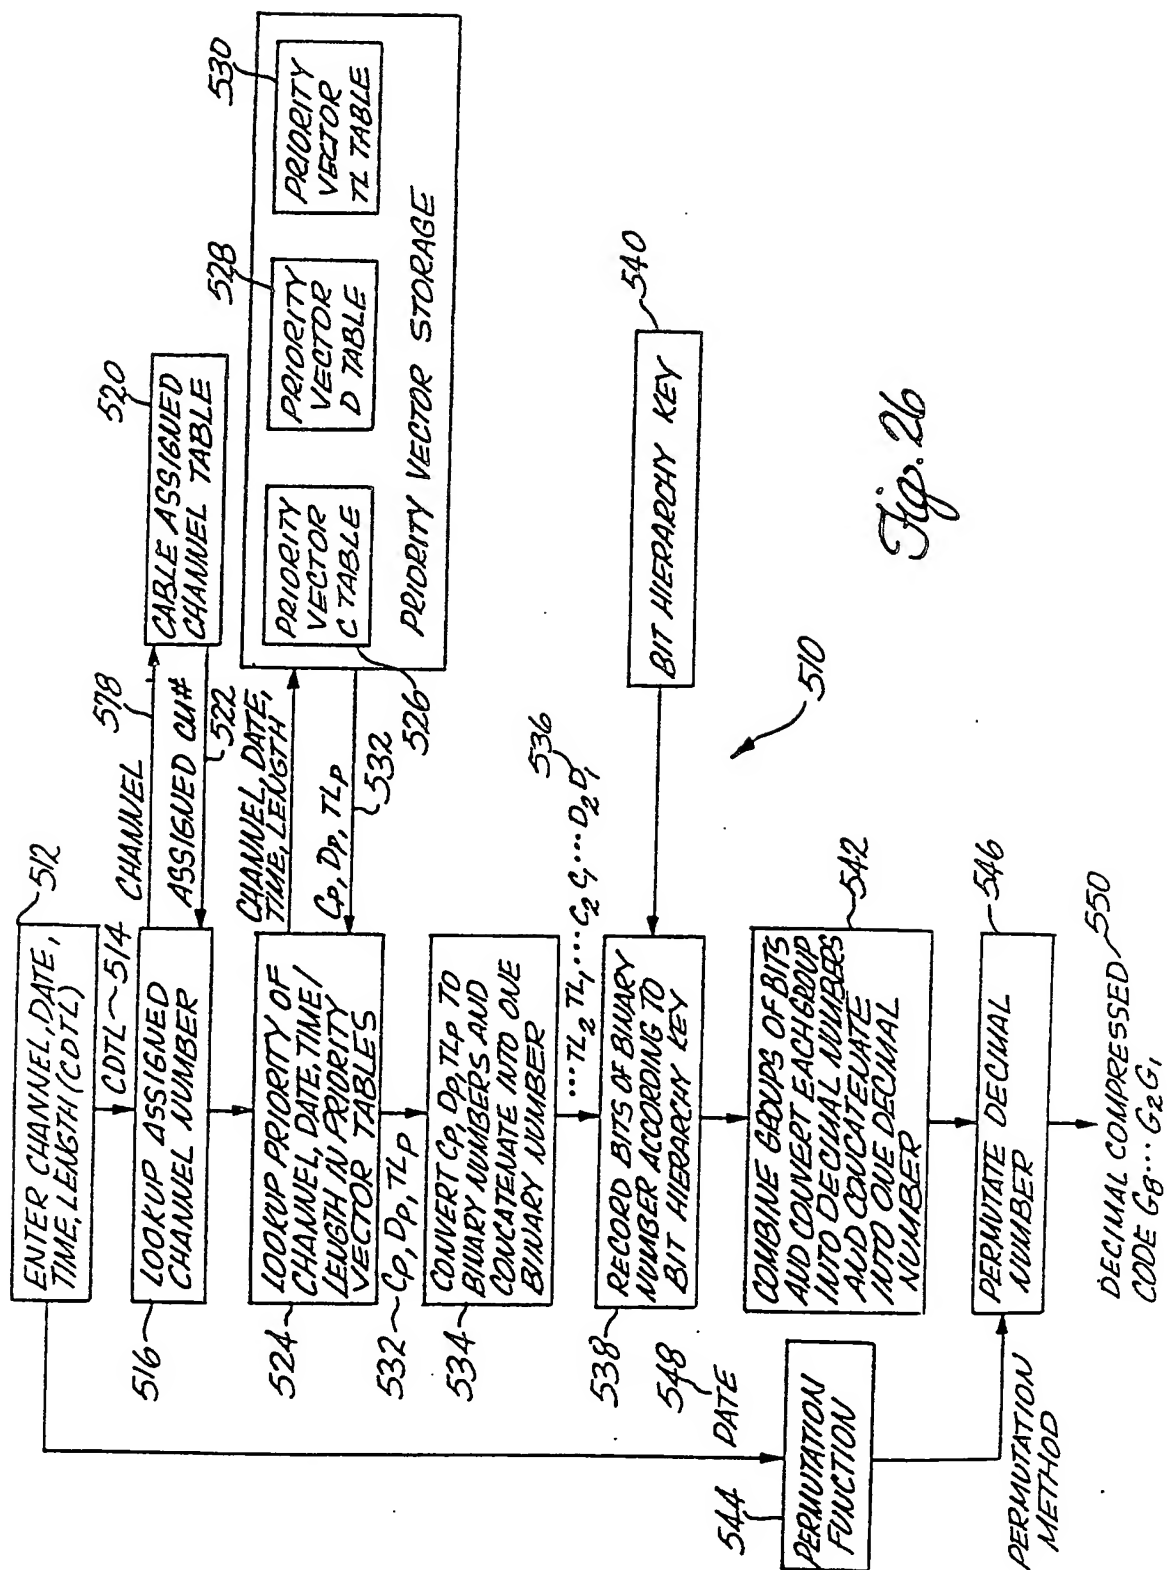 512
ENTER CHANNEL, DATE,
TIME, LENGTH (CDTL)
CDTL~514
516
LOOKUP ASSIGNED
CHANNEL NUMBER
CHANNEL
578
ASSIGNED CH#
522
520
CABLE ASSIGNED
CHANNEL TABLE
524
LOOKUP PRIORITY OF
CHANNEL, DATE, TIME/
LENGTH IN PRIORITY
VECTOR TABLES
CHANNEL, DATE,
TIME, LENGTH
CP, DP, TLP
532
526
PRIORITY
VECTOR
C TABLE
528
PRIORITY
VECTOR
D TABLE
530
PRIORITY
VECTOR
TL TABLE
PRIORITY VECTOR STORAGE
532~CP, DP, TLP
534
CONVERT CP, DP, TLP TO
BINARY NUMBERS AND
CONCATENATE INTO ONE
BINARY NUMBER
...TL2 TL1...C2 C1...D2 D1
536
538
RECORD BITS OF BINARY
NUMBER ACCORDING TO
BIT HIERARCHY KEY
540
BIT HIERARCHY KEY
510
542
COMBINE GROUPS OF BITS
AND CONVERT EACH GROUP
INTO DECIMAL NUMBERS
AND CONCATENATE
INTO ONE DECIMAL
NUMBER
548
DATE
544
PERMUTATION
FUNCTION
PERMUTATION
METHOD
546
PERMUTATE DECIMAL
NUMBER
DECIMAL COMPRESSED
CODE G8...G2G1
550
Fig. 26